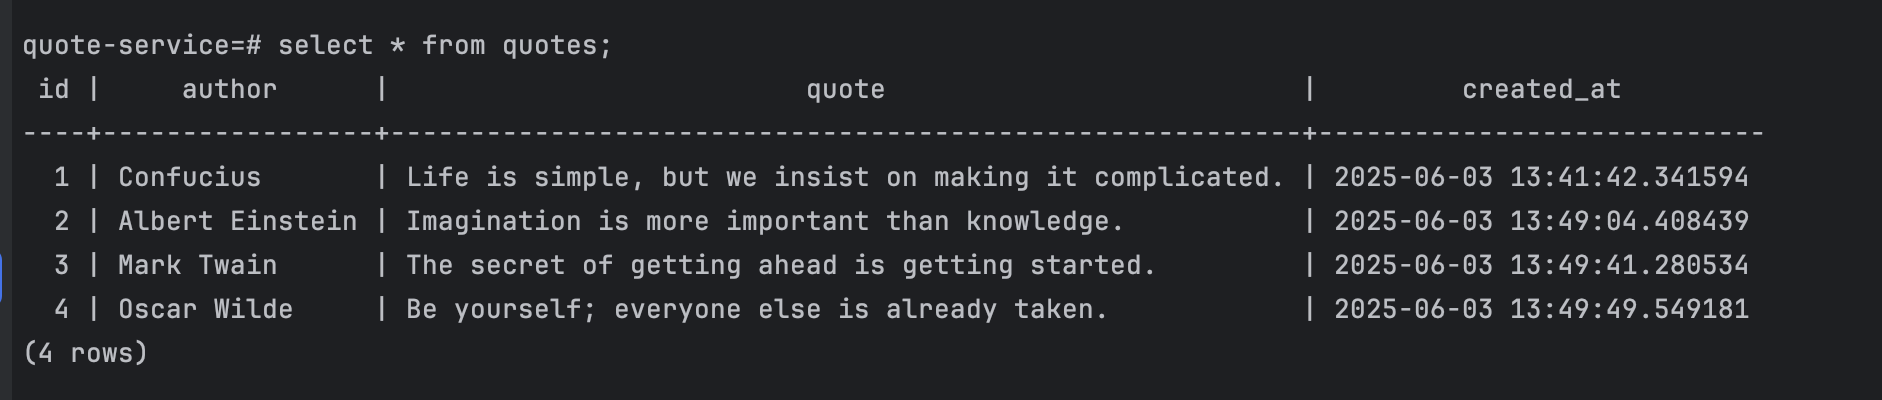 quote-service=# select * from quotes;
 id |     author      |                          quote                          |         created_at
----+-----------------+---------------------------------------------------------+----------------------------
  1 | Confucius       | Life is simple, but we insist on making it complicated. | 2025-06-03 13:41:42.341594
  2 | Albert Einstein | Imagination is more important than knowledge.           | 2025-06-03 13:49:04.408439
  3 | Mark Twain      | The secret of getting ahead is getting started.         | 2025-06-03 13:49:41.280534
  4 | Oscar Wilde     | Be yourself; everyone else is already taken.            | 2025-06-03 13:49:49.549181
(4 rows)